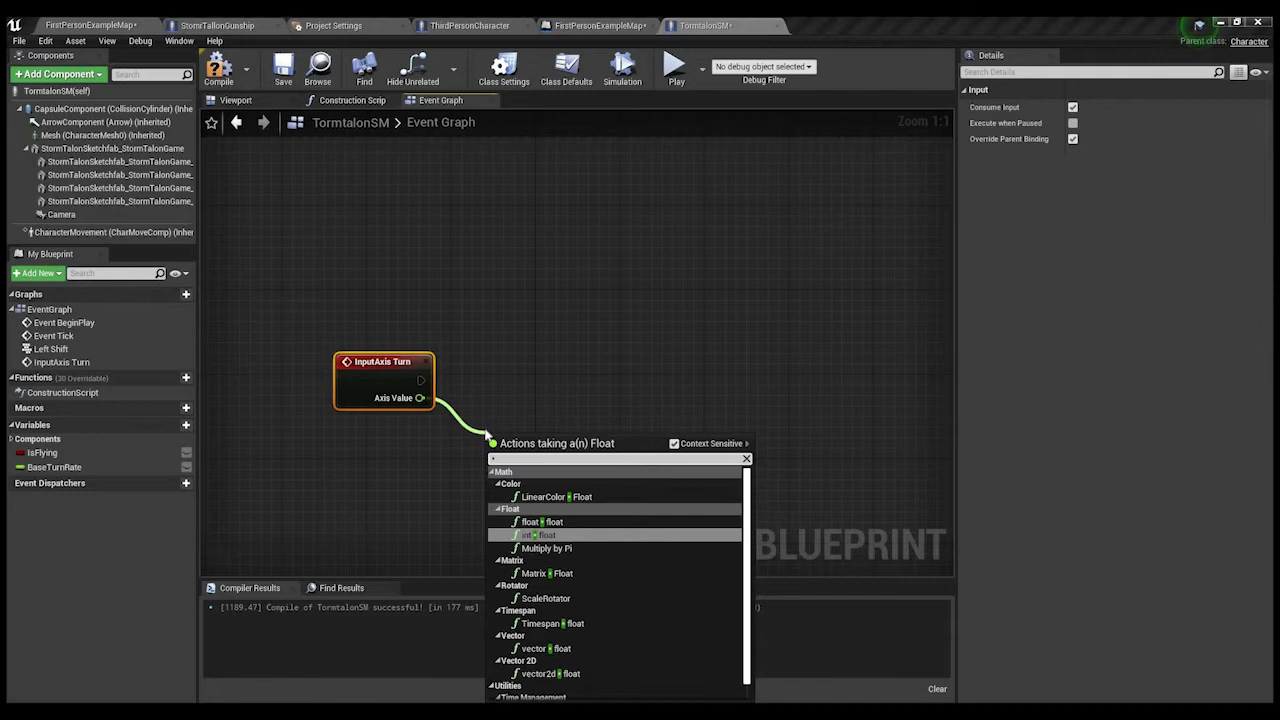 FirstPersonExampleMap*
StomrTallonGunship
Project Settings
ThirdPersonCharacter
FirstPersonExampleMap*
TormtalonSM*
File Edit Asset View Debug Window Help
Parent class: Character
Components
+ Add Component
Search
TormtalonSM(self)
CapsuleComponent (CollisionCylinder) (Inhe
ArrowComponent (Arrow) (Inherited)
Mesh (CharacterMesh0) (Inherited)
StormTalonSketchfab_StormTalonGame
StormTalonSketchfab_StormTalonGame_
StormTalonSketchfab_StormTalonGame_
StormTalonSketchfab_StormTalonGame_
StormTalonSketchfab_StormTalonGame_
Camera
CharacterMovement (CharMoveComp) (Inher
My Blueprint
+ Add New
Search
Graphs
EventGraph
Event BeginPlay
Event Tick
Left Shift
InputAxis Turn
Functions (30 Overridable)
ConstructionScript
Macros
Variables
Components
IsFlying
BaseTurnRate
Event Dispatchers
Compile
Save
Browse
Find
Hide Unrelated
Class Settings
Class Defaults
Simulation
Play
No debug object selected
Debug Filter
Viewport
Construction Scrip
Event Graph
TormtalonSM > Event Graph
Zoom 1:1
InputAxis Turn
Axis Value
Actions taking a(n) Float
Context Sensitive
*
Math
Color
LinearColor * Float
Float
float * float
int * float
Multiply by Pi
Matrix
Matrix * Float
Rotator
ScaleRotator
Timespan
Timespan * float
Vector
vector * float
Vector 2D
vector2d * float
Utilities
Time Management
BLUEPRINT
Compiler Results
Find Results
[1189.47] Compile of TormtalonSM successful! [in 177 ms]
Clear
Details
Search Details
Input
Consume Input
Execute when Paused
Override Parent Binding